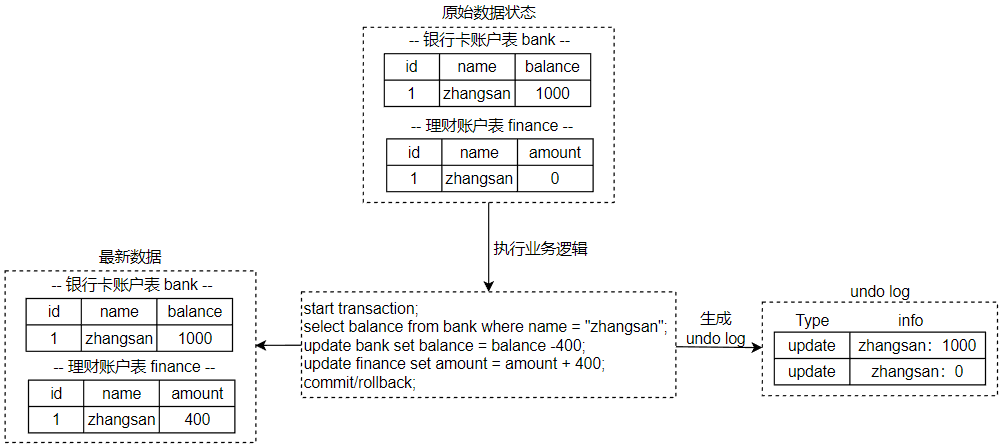 原始数据状态
-- 银行卡账户表 bank --
id name balance
1 zhangsan 1000
-- 理财账户表 finance --
id name amount
1 zhangsan 0
执行业务逻辑
最新数据
-- 银行卡账户表 bank --
id name balance
1 zhangsan 1000
-- 理财账户表 finance --
id name amount
1 zhangsan 400
start transaction;
select balance from bank where name = "zhangsan";
update bank set balance = balance -400;
update finance set amount = amount + 400;
commit/rollback;
生成
undo log
undo log
Type info
update zhangsan：1000
update zhangsan：0